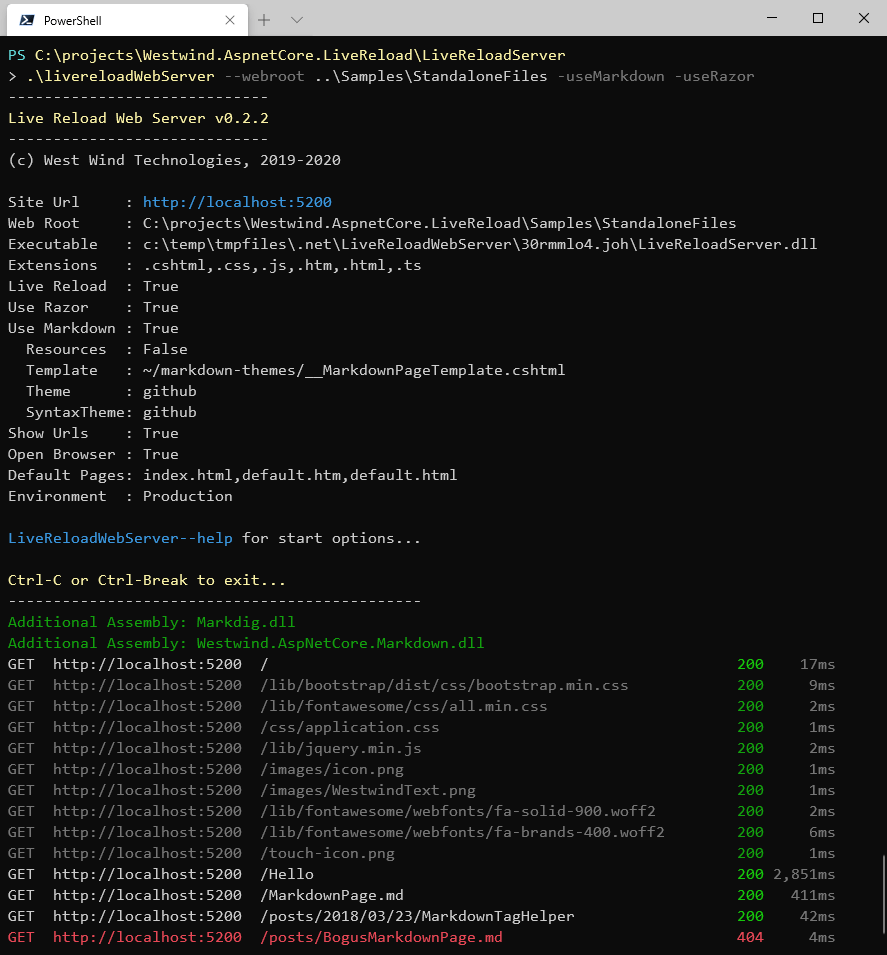 PowerShell
PS C:\projects\Westwind.AspnetCore.LiveReload\LiveReloadServer
> .\livereloadWebServer --webroot ..\Samples\StandaloneFiles -useMarkdown -useRazor
-----------------------------
Live Reload Web Server v0.2.2
-----------------------------
(c) West Wind Technologies, 2019-2020
Site Url     : http://localhost:5200
Web Root     : C:\projects\Westwind.AspnetCore.LiveReload\Samples\StandaloneFiles
Executable   : c:\temp\tmpfiles\.net\LiveReloadWebServer\30rmmlo4.joh\LiveReloadServer.dll
Extensions   : .cshtml,.css,.js,.htm,.html,.ts
Live Reload  : True
Use Razor    : True
Use Markdown : True
  Resources  : False
  Template   : ~/markdown-themes/__MarkdownPageTemplate.cshtml
  Theme      : github
  SyntaxTheme: github
Show Urls    : True
Open Browser : True
Default Pages: index.html,default.htm,default.html
Environment  : Production
LiveReloadWebServer--help for start options...
Ctrl-C or Ctrl-Break to exit...
----------------------------------------------
Additional Assembly: Markdig.dll
Additional Assembly: Westwind.AspNetCore.Markdown.dll
GET  http://localhost:5200  /  200  17ms
GET  http://localhost:5200  /lib/bootstrap/dist/css/bootstrap.min.css  200  9ms
GET  http://localhost:5200  /lib/fontawesome/css/all.min.css  200  2ms
GET  http://localhost:5200  /css/application.css  200  1ms
GET  http://localhost:5200  /lib/jquery.min.js  200  2ms
GET  http://localhost:5200  /images/icon.png  200  1ms
GET  http://localhost:5200  /images/WestwindText.png  200  1ms
GET  http://localhost:5200  /lib/fontawesome/webfonts/fa-solid-900.woff2  200  2ms
GET  http://localhost:5200  /lib/fontawesome/webfonts/fa-brands-400.woff2  200  6ms
GET  http://localhost:5200  /touch-icon.png  200  1ms
GET  http://localhost:5200  /Hello  200 2,851ms
GET  http://localhost:5200  /MarkdownPage.md  200  411ms
GET  http://localhost:5200  /posts/2018/03/23/MarkdownTagHelper  200  42ms
GET  http://localhost:5200  /posts/BogusMarkdownPage.md  404  4ms